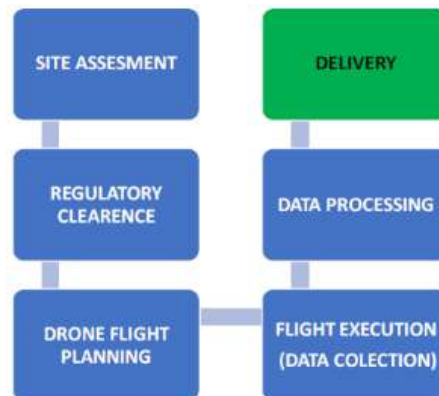 SITE ASSESMENT
REGULATORY
CLEARENCE
DRONE FLIGHT
PLANNING
FLIGHT EXECUTION
(DATA COLECTION)
DATA PROCESSING
DELIVERY